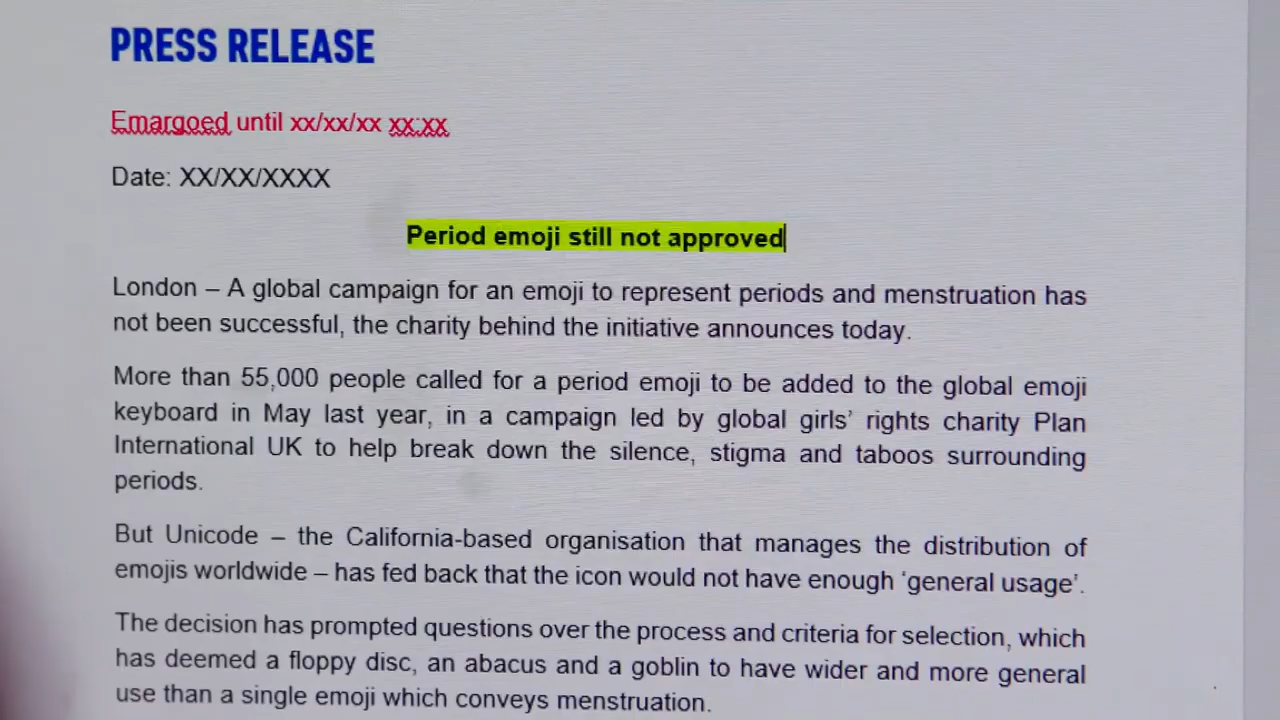 PRESS RELEASE
Emargoed until xx/xx/xx xx:xx
Date: XX/XX/XXXX
Period emoji still not approved
London – A global campaign for an emoji to represent periods and menstruation has
not been successful, the charity behind the initiative announces today.
More than 55,000 people called for a period emoji to be added to the global emoji
keyboard in May last year, in a campaign led by global girls’ rights charity Plan
International UK to help break down the silence, stigma and taboos surrounding
periods.
But Unicode – the California-based organisation that manages the distribution of
emojis worldwide – has fed back that the icon would not have enough ‘general usage’.
The decision has prompted questions over the process and criteria for selection, which
has deemed a floppy disc, an abacus and a goblin to have wider and more general
use than a single emoji which conveys menstruation.